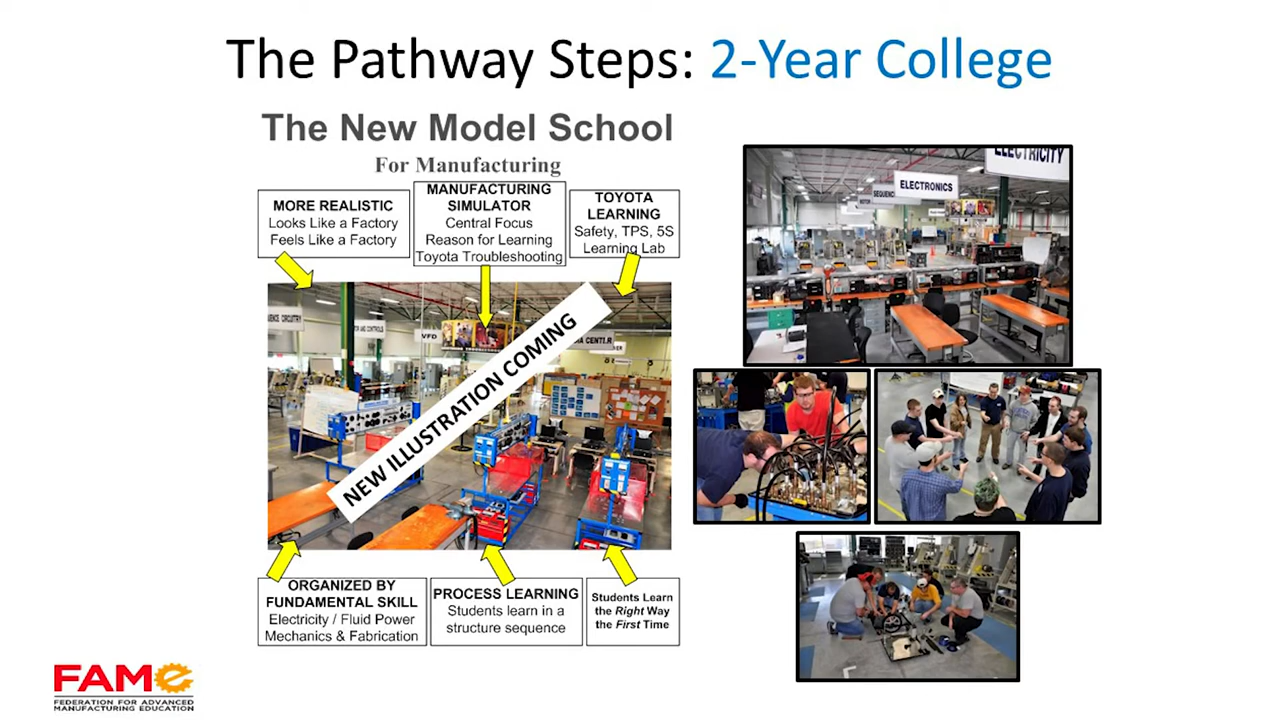 The Pathway Steps: 2-Year College
The New Model School
For Manufacturing
MORE REALISTIC
Looks Like a Factory
Feels Like a Factory
MANUFACTURING
SIMULATOR
Central Focus
Reason for Learning
Toyota Troubleshooting
TOYOTA
LEARNING
Safety, TPS, 5S
Learning Lab
ELECTRICITY
ELECTRONICS
VFD
NEW ILLUSTRATION COMING
ORGANIZED BY
FUNDAMENTAL SKILL
Electricity / Fluid Power
Mechanics & Fabrication
PROCESS LEARNING
Students learn in a
structure sequence
Students Learn
the Right Way
the First Time
FAMe
FEDERATION FOR ADVANCED
MANUFACTURING EDUCATION